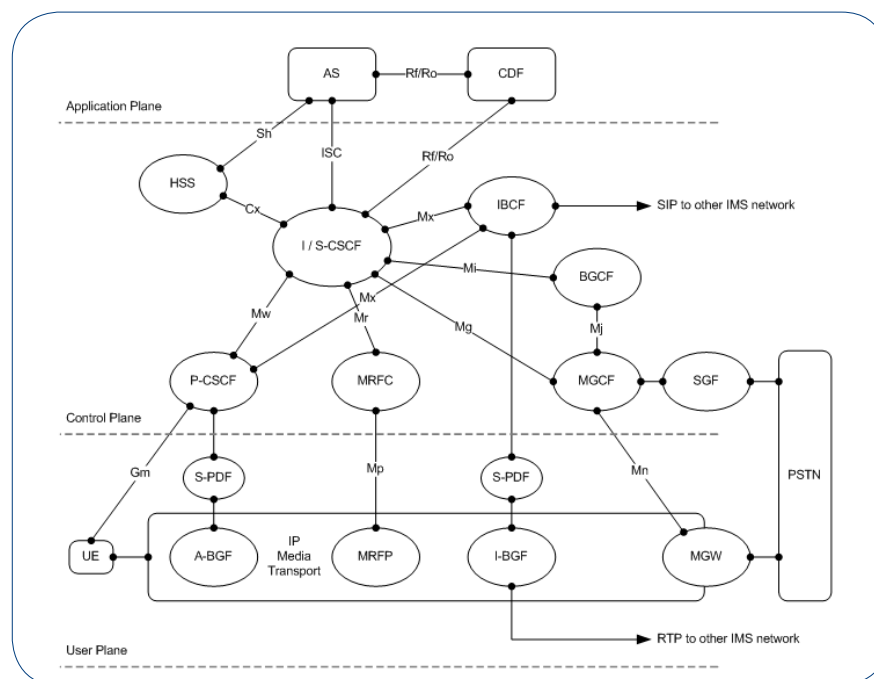 AS
Rf/Ro
CDF
Application Plane
Sh
ISC
Rf/Ro
HSS
Cx
IBCF
SIP to other IMS network
Mx
I / S-CSCF
Mi
BGCF
Mx
Mw
Mr
Mg
Mj
P-CSCF
MRFC
MGCF
SGF
Control Plane
Gm
Mp
Mn
S-PDF
S-PDF
PSTN
UE
A-BGF
IP
Media
Transport
MRFP
I-BGF
MGW
RTP to other IMS network
User Plane